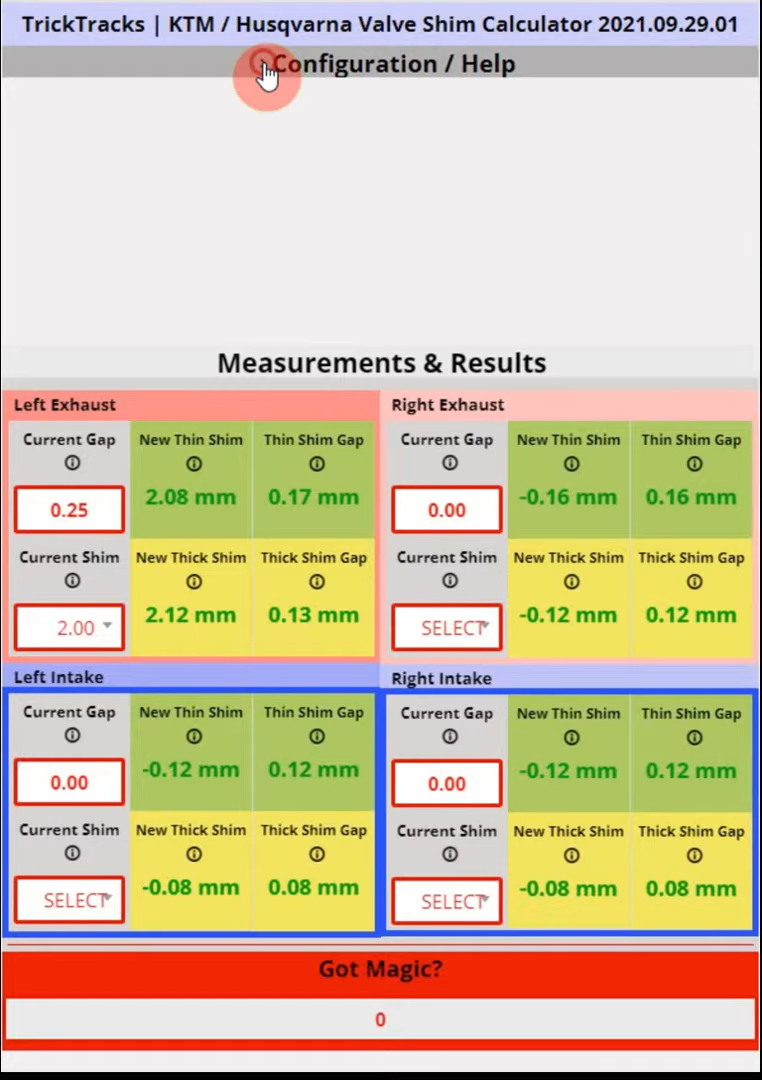 TrickTracks | KTM / Husqvarna Valve Shim Calculator 2021.09.29.01
Configuration / Help
Measurements & Results
Left Exhaust
Right Exhaust
Current Gap New Thin Shim Thin Shim Gap Current Gap New Thin Shim Thin Shim Gap
0.25 2.08 mm 0.17 mm 0.00 -0.16 mm 0.16 mm
Current Shim New Thick Shim Thick Shim Gap Current Shim New Thick Shim Thick Shim Gap
2.00 2.12 mm 0.13 mm SELECT -0.12 mm 0.12 mm
Left Intake
Right Intake
Current Gap New Thin Shim Thin Shim Gap Current Gap New Thin Shim Thin Shim Gap
0.00 -0.12 mm 0.12 mm 0.00 -0.12 mm 0.12 mm
Current Shim New Thick Shim Thick Shim Gap Current Shim New Thick Shim Thick Shim Gap
SELECT -0.08 mm 0.08 mm SELECT -0.08 mm 0.08 mm
Got Magic?
0